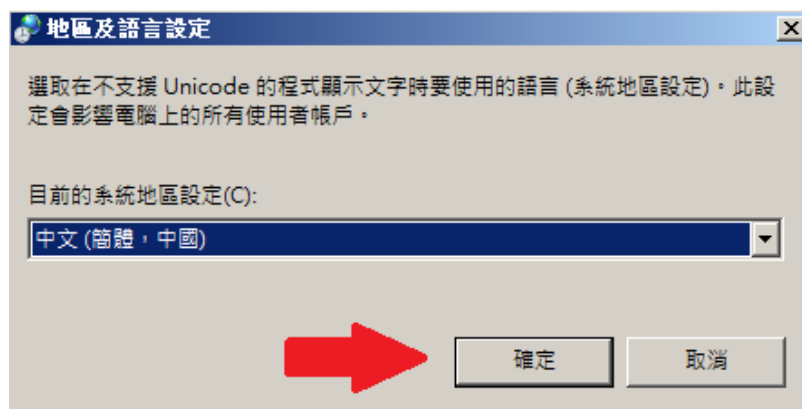 地區及語言設定
選取在不支援 Unicode 的程式顯示文字時要使用的語言 (系統地區設定)。此設
定會影響電腦上的所有使用者帳戶。
目前的系統地區設定(C):
中文 (簡體，中國)
確定 取消